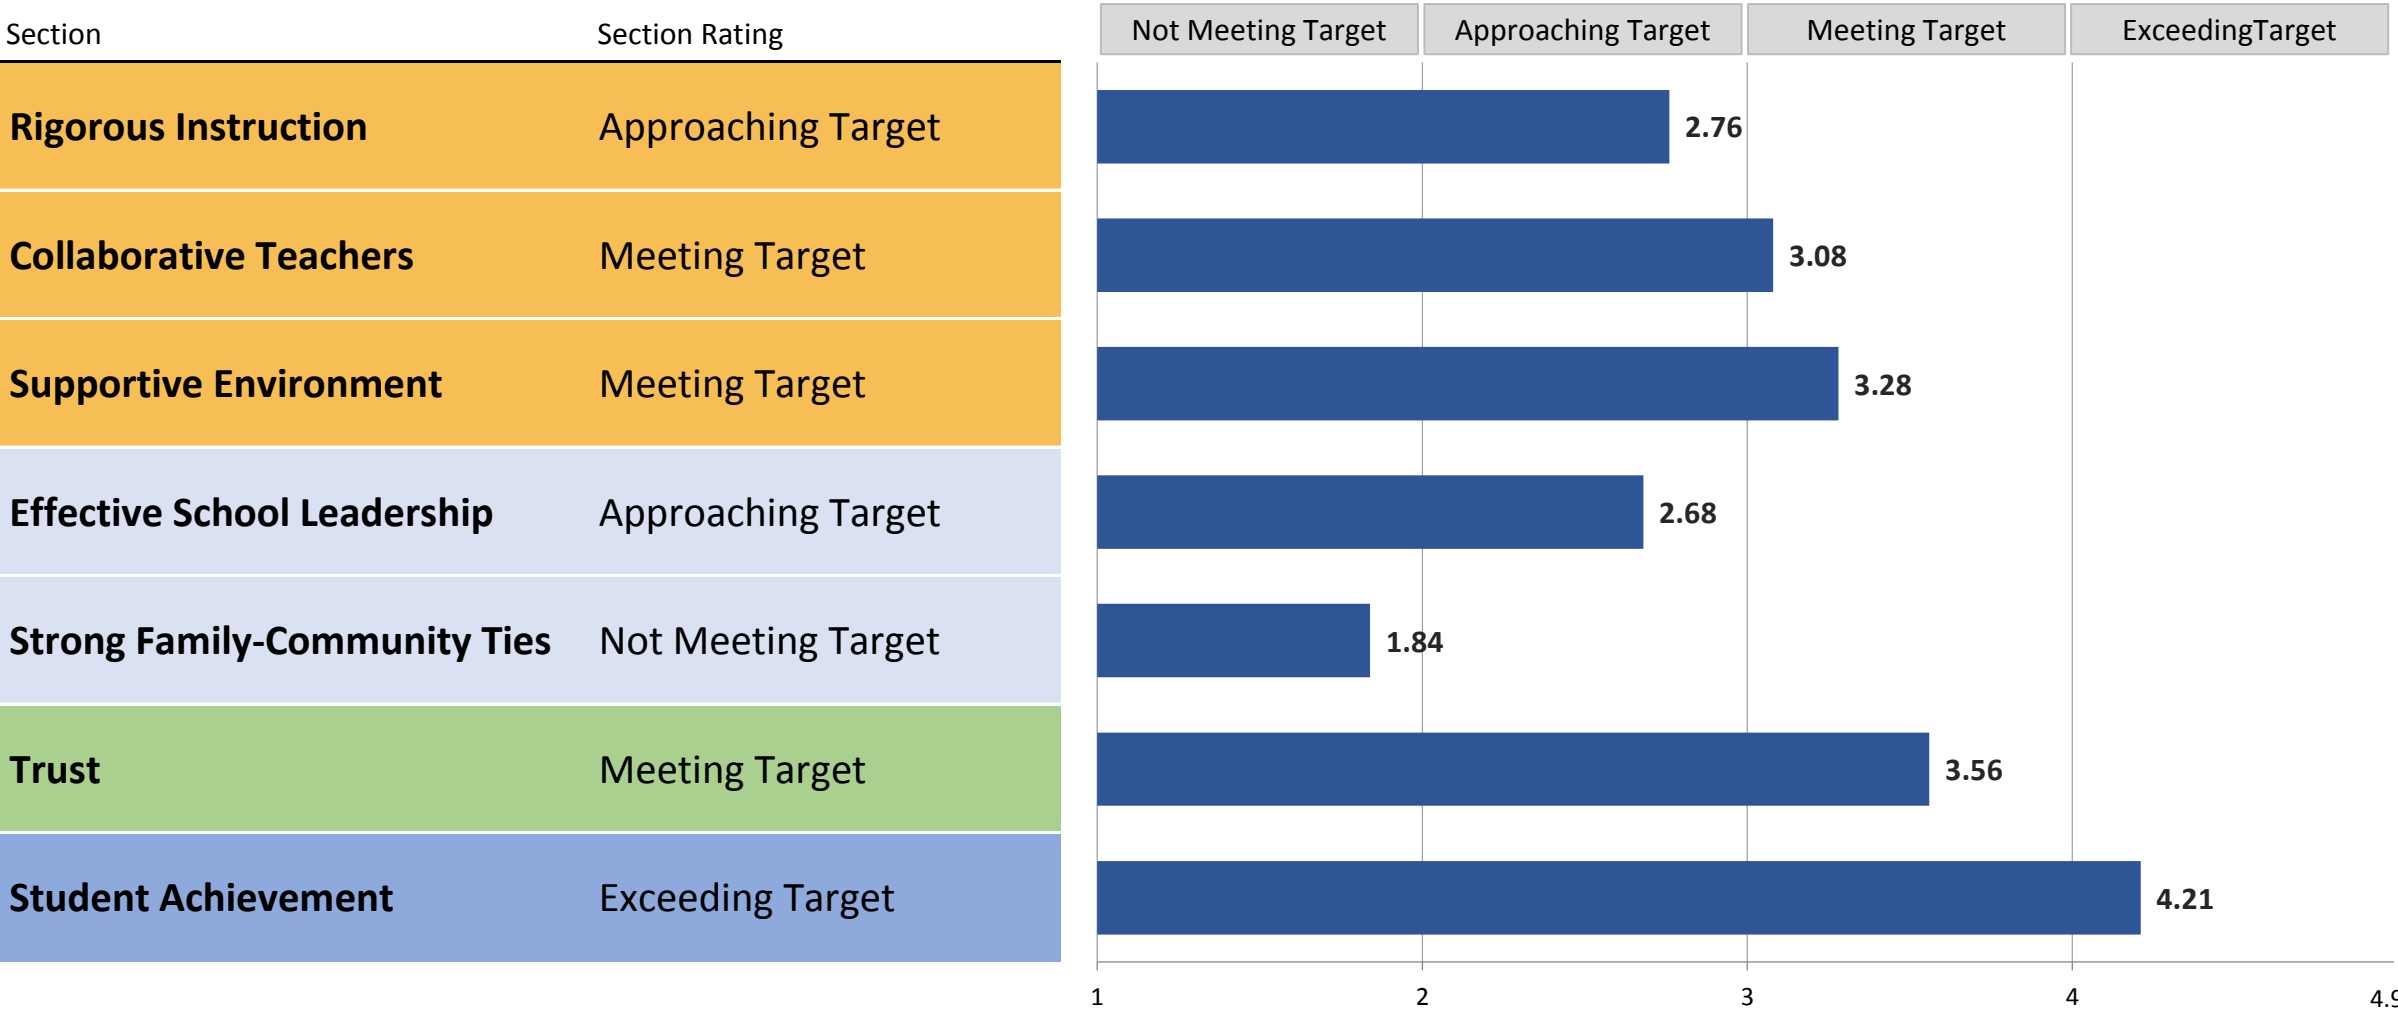 Section Section Rating Not Meeting Target Approaching Target Meeting Target ExceedingTarget
Rigorous Instruction Approaching Target 2.76
Collaborative Teachers Meeting Target 3.08
Supportive Environment Meeting Target 3.28
Effective School Leadership Approaching Target 2.68
Strong Family-Community Ties Not Meeting Target 1.84
Trust Meeting Target 3.56
Student Achievement Exceeding Target 4.21
1 2 3 4 4.9